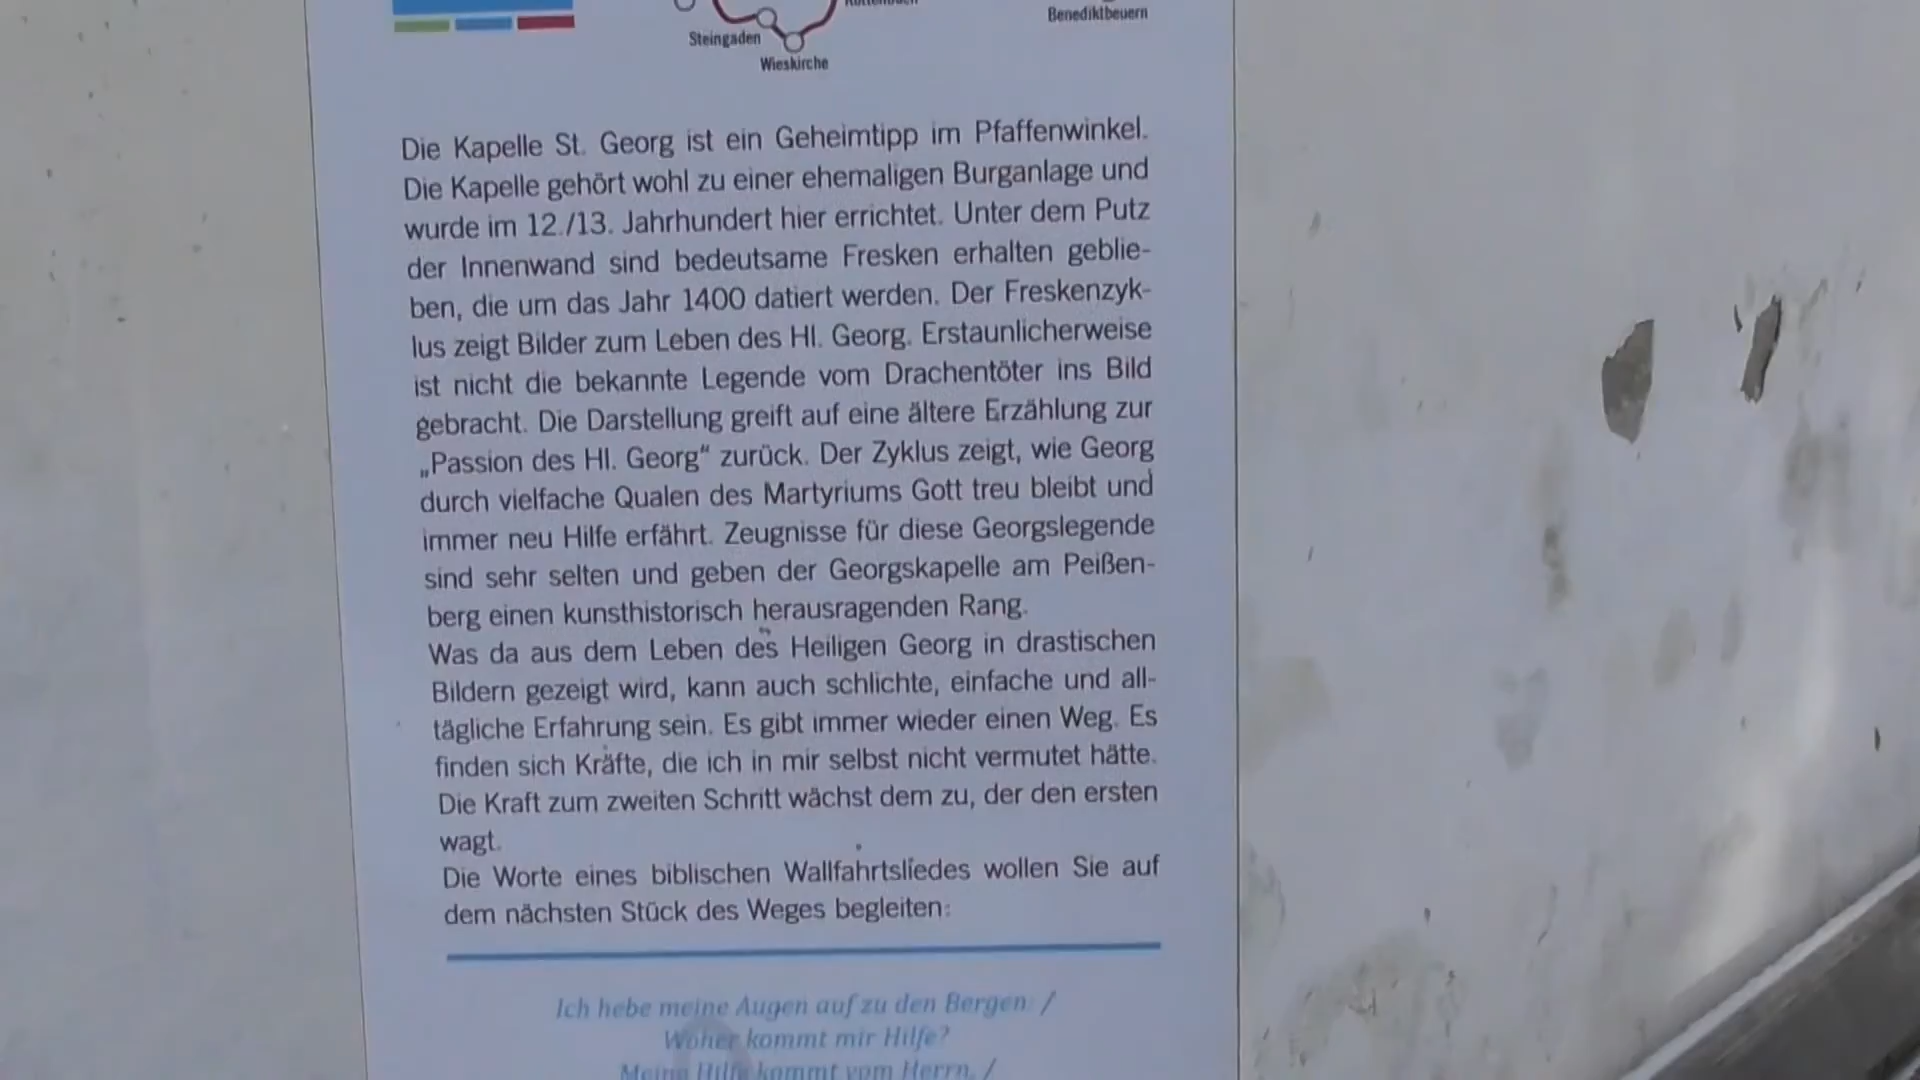 Rottenbuch
Benediktbeuern
Steingaden
Wieskirche
Die Kapelle St. Georg ist ein Geheimtipp im Pfaffenwinkel.
Die Kapelle gehört wohl zu einer ehemaligen Burganlage und
wurde im 12./13. Jahrhundert hier errichtet. Unter dem Putz
der Innenwand sind bedeutsame Fresken erhalten geblie-
ben, die um das Jahr 1400 datiert werden. Der Freskenzyk-
lus zeigt Bilder zum Leben des Hl. Georg. Erstaunlicherweise
ist nicht die bekannte Legende vom Drachentöter ins Bild
gebracht. Die Darstellung greift auf eine ältere Erzählung zur
„Passion des Hl. Georg“ zurück. Der Zyklus zeigt, wie Georg
durch vielfache Qualen des Martyriums Gott treu bleibt und
immer neu Hilfe erfährt. Zeugnisse für diese Georgslegende
sind sehr selten und geben der Georgskapelle am Peißen-
berg einen kunsthistorisch herausragenden Rang.
Was da aus dem Leben des Heiligen Georg in drastischen
Bildern gezeigt wird, kann auch schlichte, einfache und all-
tägliche Erfahrung sein. Es gibt immer wieder einen Weg. Es
finden sich Kräfte, die ich in mir selbst nicht vermutet hätte.
Die Kraft zum zweiten Schritt wächst dem zu, der den ersten
wagt.
Die Worte eines biblischen Wallfahrtsliedes wollen Sie auf
dem nächsten Stück des Weges begleiten:
Ich hebe meine Augen auf zu den Bergen: /
Woher kommt mir Hilfe?
Meine Hilfe kommt vom Herrn, /